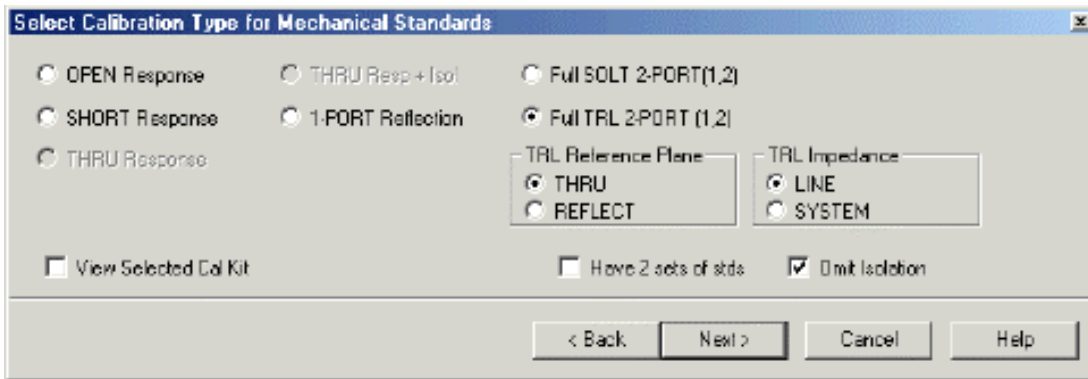 Select Calibration Type for Mechanical Standards
OPEN Response
THRU Resp + Isol
Full SOLT 2-PORT(1,2)
SHORT Response
1-PORT Reflection
Full TRL 2-PORT (1,2)
THRU Response
TRL Reference Plane
TRL Impedance
THRU
LINE
REFLECT
SYSTEM
View Selected Cal Kit
Have 2 sets of stds
Omit Isolation
< Back
Next >
Cancel
Help